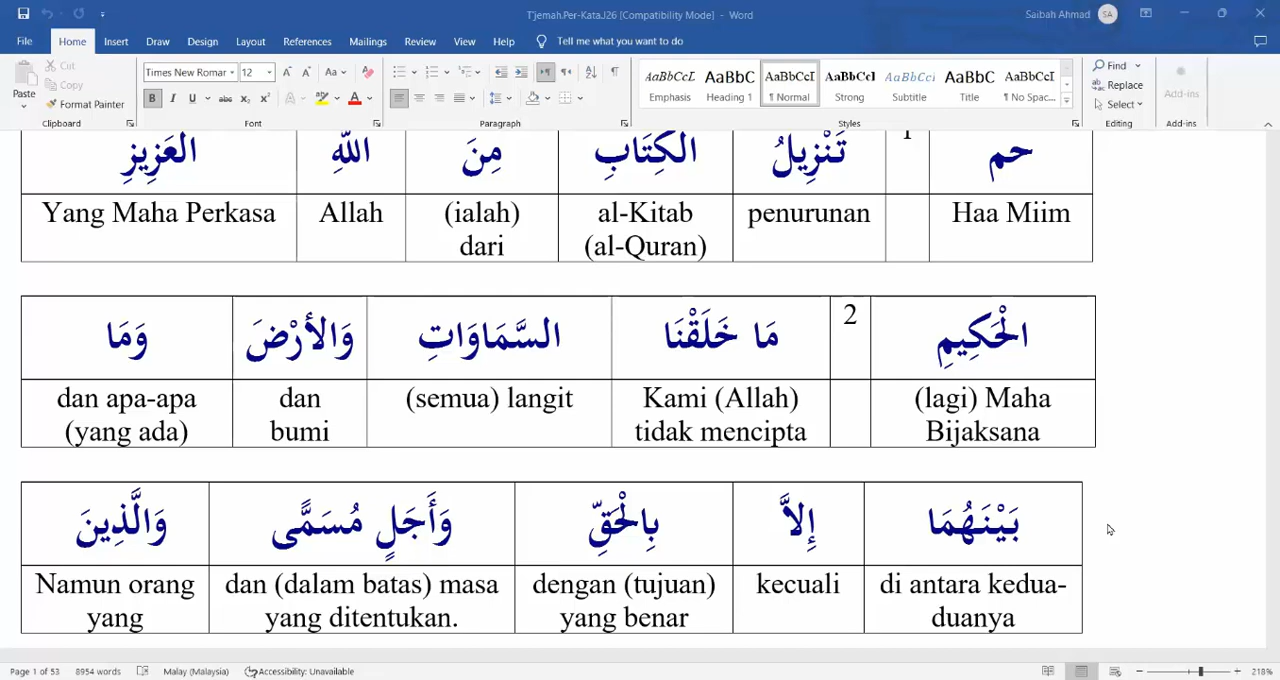 T'jemah.Per-Kata.J26 [Compatibility Mode] - Word
Saibah Ahmad SA
File Home Insert Draw Design Layout References Mailings Review View Help Tell me what you want to do
Paste Cut Copy Format Painter
Times New Roman 12
AaBbCcL AaBbC AaBbCcI AaBbCcl AaBbCcL AaBbC AaBbCcI
Emphasis Heading 1 ¶ Normal Strong Subtitle Title ¶ No Spac...
Find Replace Select Add-ins
Clipboard Font Paragraph Styles Editing Add-ins
حم 1 تَنْزِيلُ الكِتَابِ مِنَ اللَّهِ العَزِيزِ
Yang Maha Perkasa Allah (ialah) al-Kitab penurunan Haa Miim
dari (al-Quran)
الْحَكِيمِ 2 مَا خَلَقْنَا السَّمَاوَاتِ وَالأَرْضَ وَمَا
dan apa-apa dan (semua) langit Kami (Allah) (lagi) Maha
(yang ada) bumi tidak mencipta Bijaksana
بَيْنَهُمَا إِلاَّ بِالْحَقِّ وَأَجَلٍ مُسَمًّى وَالَّذِينَ
Namun orang dan (dalam batas) masa dengan (tujuan) kecuali di antara kedua-
yang yang ditentukan. yang benar duanya
Page 1 of 53 8954 words Malay (Malaysia) Accessibility: Unavailable 218%